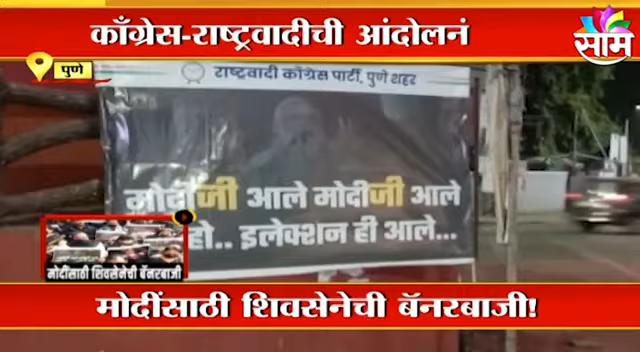 काँग्रेस-राष्ट्रवादीची आंदोलनं
साम
पुणे
राष्ट्रवादी काँग्रेस पार्टी, पुणे शहर
मोदीजी आले मोदीजी आले
हो.. इलेक्शन ही आले...
मोदींसाठी शिवसेनेची बॅनरबाजी
मोदींसाठी शिवसेनेची बॅनरबाजी!